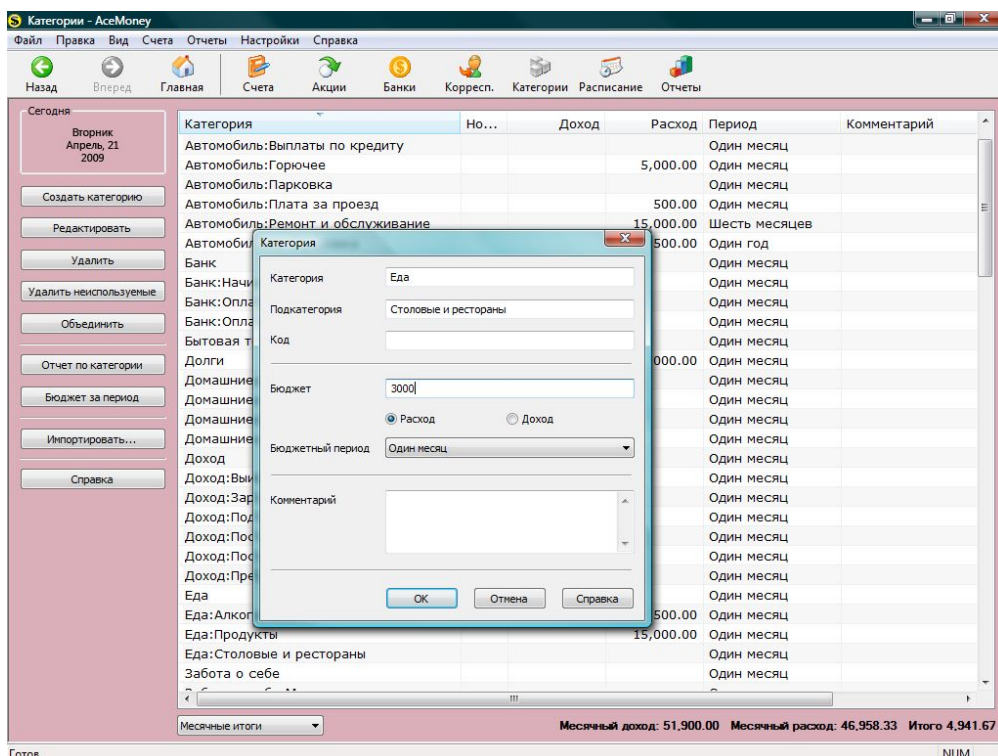 Категории - AceMoney
Файл Правка Вид Счета Отчеты Настройки Справка
Назад Вперед Главная Счета Акции Банки Корресп. Категории Расписание Отчеты
Сегодня
Вторник
Апрель, 21
2009
Создать категорию
Редактировать
Удалить
Удалить неиспользуемые
Объединить
Отчет по категории
Бюджет за период
Импортировать...
Справка
Категория Но... Доход Расход Период Комментарий
Автомобиль:Выплаты по кредиту Один месяц
Автомобиль:Горючее 5,000.00 Один месяц
Автомобиль:Парковка Один месяц
Автомобиль:Плата за проезд 500.00 Один месяц
Автомобиль:Ремонт и обслуживание 15,000.00 Шесть месяцев
Автомобил 500.00 Один год
Банк Один месяц
Банк:Начи Один месяц
Банк:Опла Один месяц
Банк:Опла Один месяц
Бытовая т Один месяц
Долги 000.00 Один месяц
Домашние Один месяц
Домашние Один месяц
Домашние Один месяц
Домашние Один месяц
Доход Один месяц
Доход:Выи Один месяц
Доход:Зар Один месяц
Доход:Под Один месяц
Доход:Пос Один месяц
Доход:Пос Один месяц
Доход:Пре Один месяц
Еда Один месяц
Еда:Алког 500.00 Один месяц
Еда:Продукты 15,000.00 Один месяц
Еда:Столовые и рестораны Один месяц
Забота о себе Один месяц
Категория
Категория Еда
Подкатегория Столовые и рестораны
Код
Бюджет 3000
Расход Доход
Бюджетный период Один месяц
Комментарий
OK Отмена Справка
Месячные итоги Месячный доход: 51,900.00 Месячный расход: 46,958.33 Итого 4,941.67
Готов NUM